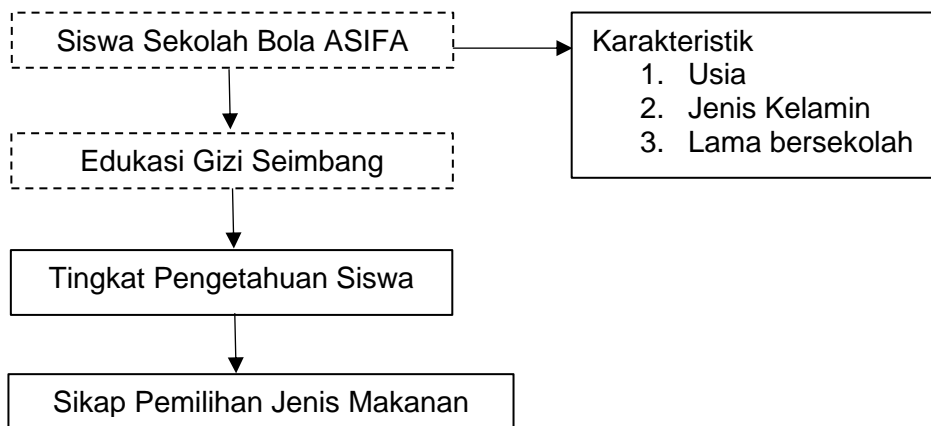 Siswa Sekolah Bola ASIFA
Karakteristik
1. Usia
2. Jenis Kelamin
3. Lama bersekolah
Edukasi Gizi Seimbang
Tingkat Pengetahuan Siswa
Sikap Pemilihan Jenis Makanan